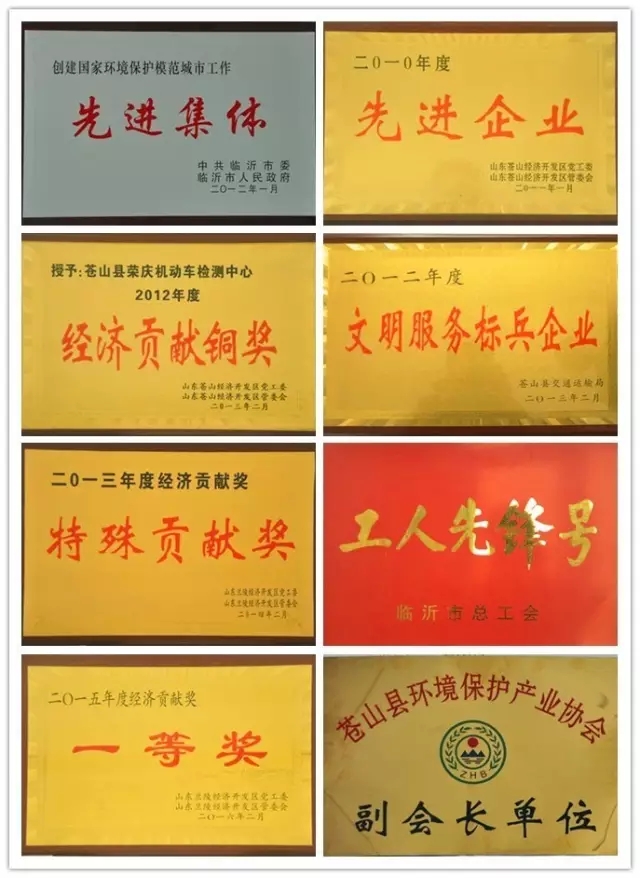 创建国家环境保护模范城市工作
先进集体
中共临沂市委
临沂市人民政府
二〇一二年一月
二〇一〇年度
先进企业
山东苍山经济开发区党工委
山东苍山经济开发区管委会
二〇一一年一月
授予:苍山县荣庆机动车检测中心
2012年度
经济贡献铜奖
山东苍山经济开发区党工委
山东苍山经济开发区管委会
二〇一三年二月
二〇一二年度
文明服务标兵企业
苍山县交通运输局
二〇一三年二月
二〇一三年度经济贡献奖
特殊贡献奖
山东兰陵经济开发区党工委
山东兰陵经济开发区管委会
二〇一四年二月
工人先锋号
临沂市总工会
二〇一五年度经济贡献奖
一等奖
山东兰陵经济开发区党工委
山东兰陵经济开发区管委会
二〇一六年二月
苍山县环境保护产业协会
ZHB
副会长单位